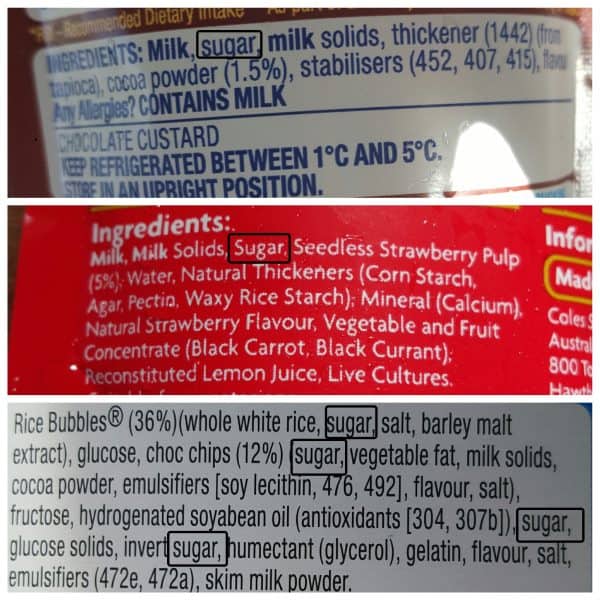 Recommended Dietary Intake
INGREDIENTS: Milk, sugar, milk solids, thickener (1442) (from
tapioca), cocoa powder (1.5%), stabilisers (452, 407, 415),
Any Allergies? CONTAINS MILK
CHOCOLATE CUSTARD
KEEP REFRIGERATED BETWEEN 1°C AND 5°C.
STORE IN AN UPRIGHT POSITION.
Ingredients:
Milk, Milk Solids, Sugar, Seedless Strawberry Pulp
(5%), Water, Natural Thickeners (Corn Starch,
Agar, Pectin, Waxy Rice Starch), Mineral (Calcium),
Natural Strawberry Flavour, Vegetable and Fruit
Concentrate (Black Carrot, Black Currant),
Reconstituted Lemon Juice, Live Cultures.
Infor
Mad
Coles S
Austral
800 To
Hawth
Rice Bubbles® (36%)(whole white rice, sugar, salt, barley malt
extract), glucose, choc chips (12%) (sugar, vegetable fat, milk solids,
cocoa powder, emulsifiers [soy lecithin, 476, 492], flavour, salt),
fructose, hydrogenated soyabean oil (antioxidants [304, 307b]), sugar,
glucose solids, invert sugar, humectant (glycerol), gelatin, flavour, salt,
emulsifiers (472e, 472a), skim milk powder.